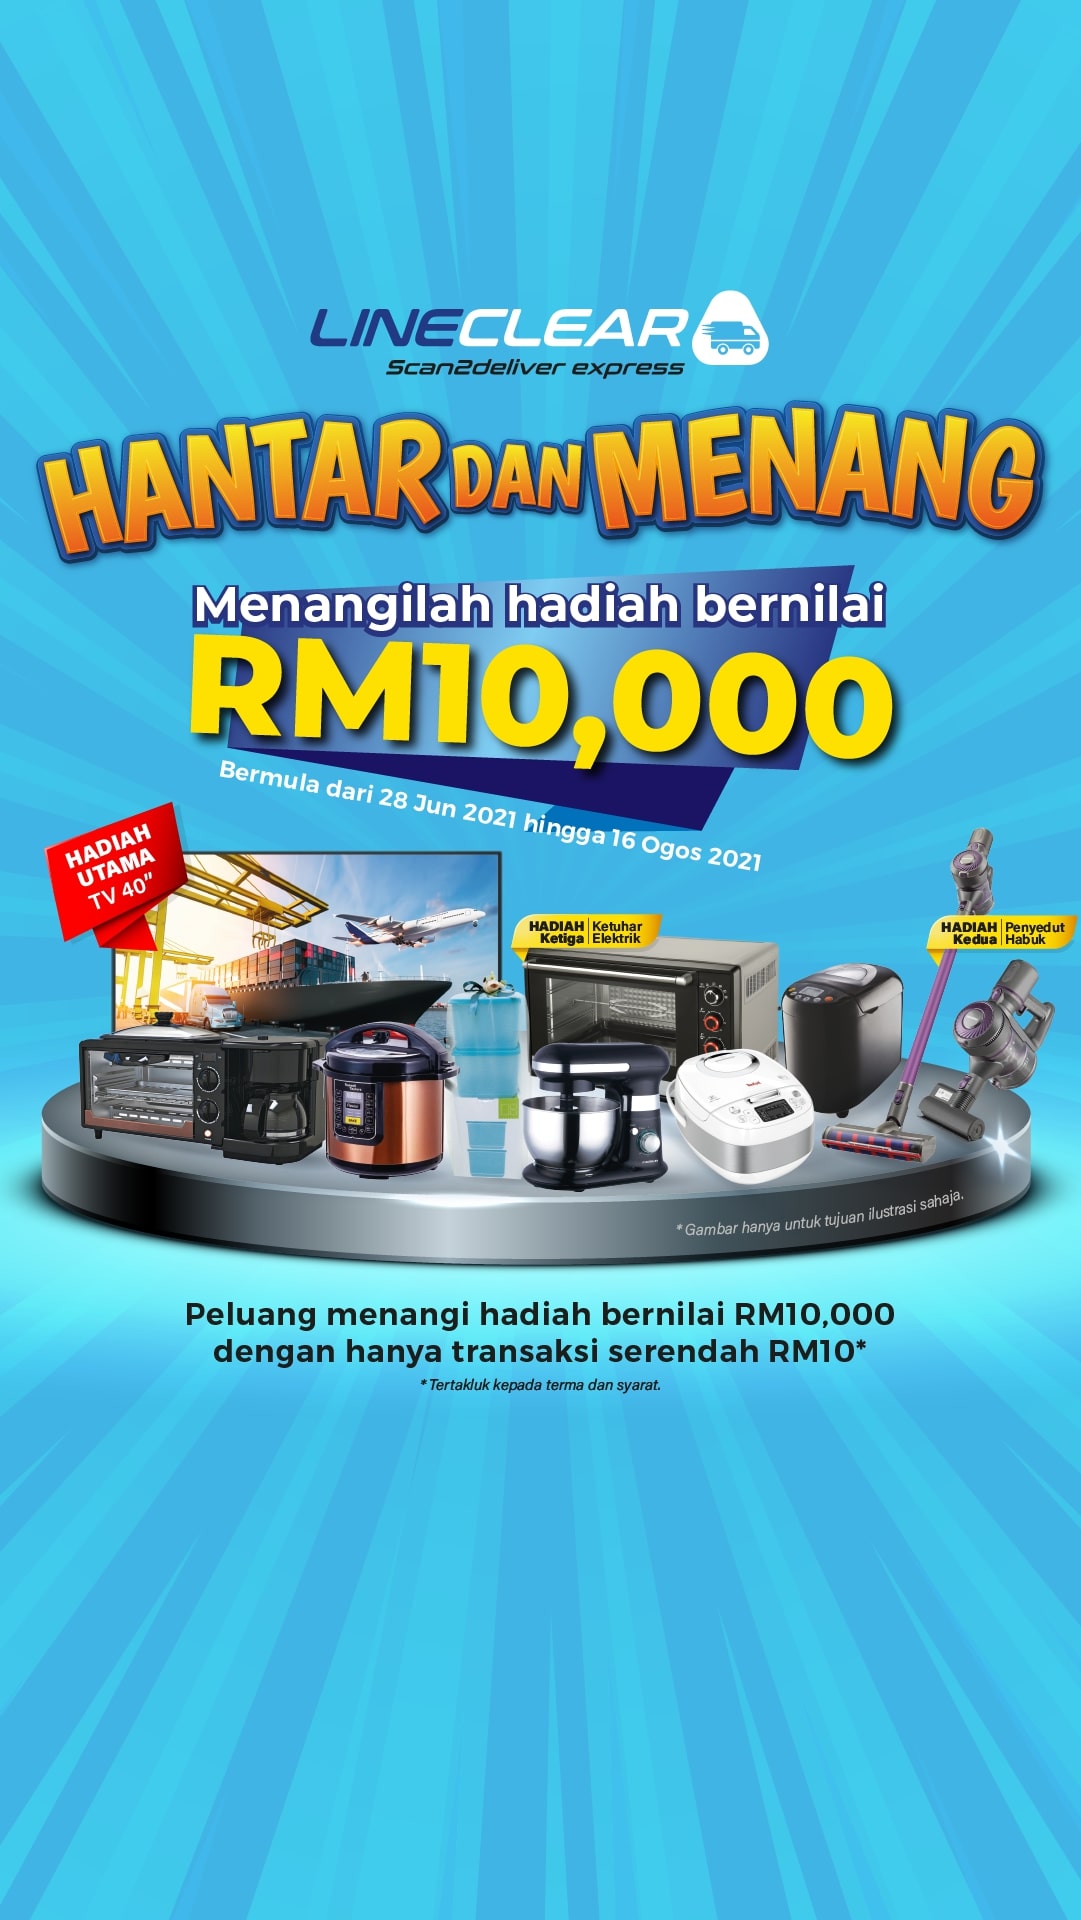 LINECLEAR
Scan2deliver express
HANTAR DAN MENANG
Menangilah hadiah bernilai
RM10,000
Bermula dari 28 Jun 2021 hingga 16 Ogos 2021
HADIAH
UTAMA
TV 40"
HADIAH Ketiga
Ketuhar Elektrik
HADIAH Kedua
Penyedut Habuk
Tefal
* Gambar hanya untuk tujuan ilustrasi sahaja.
Peluang menangi hadiah bernilai RM10,000
dengan hanya transaksi serendah RM10*
* Tertakluk kepada terma dan syarat.